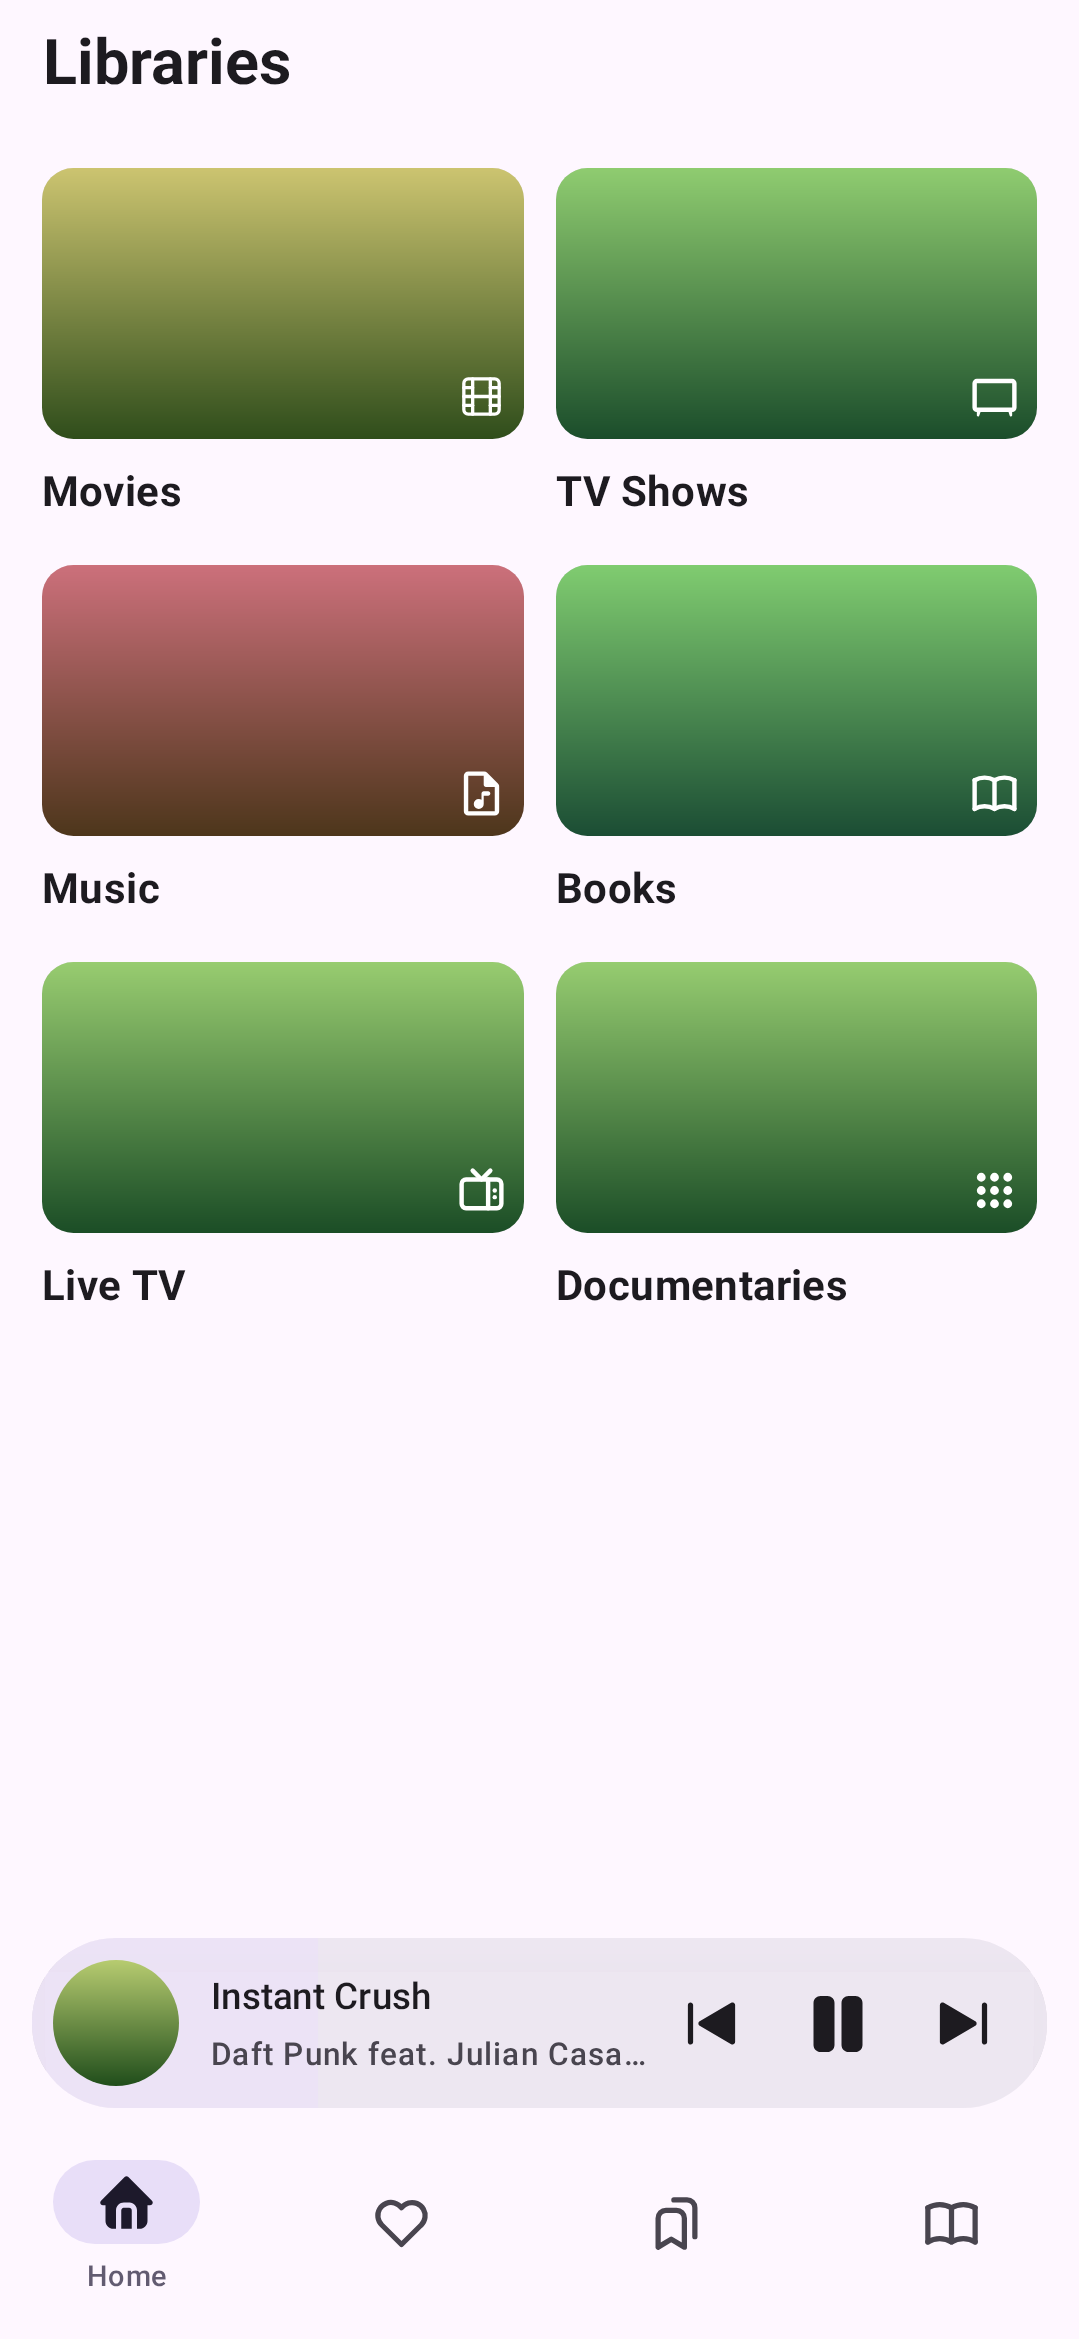 Libraries
Movies
TV Shows
Music
Books
Live TV
Documentaries
Instant Crush
Daft Punk feat. Julian Casa…
Home